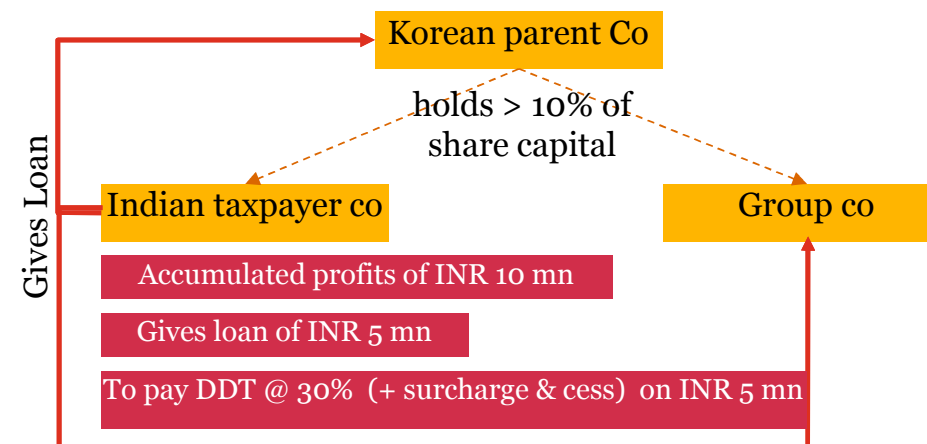 Korean parent Co
holds > 10% of
share capital
Gives Loan
Indian taxpayer co
Group co
Accumulated profits of INR 10 mn
Gives loan of INR 5 mn
To pay DDT @ 30% (+ surcharge & cess) on INR 5 mn